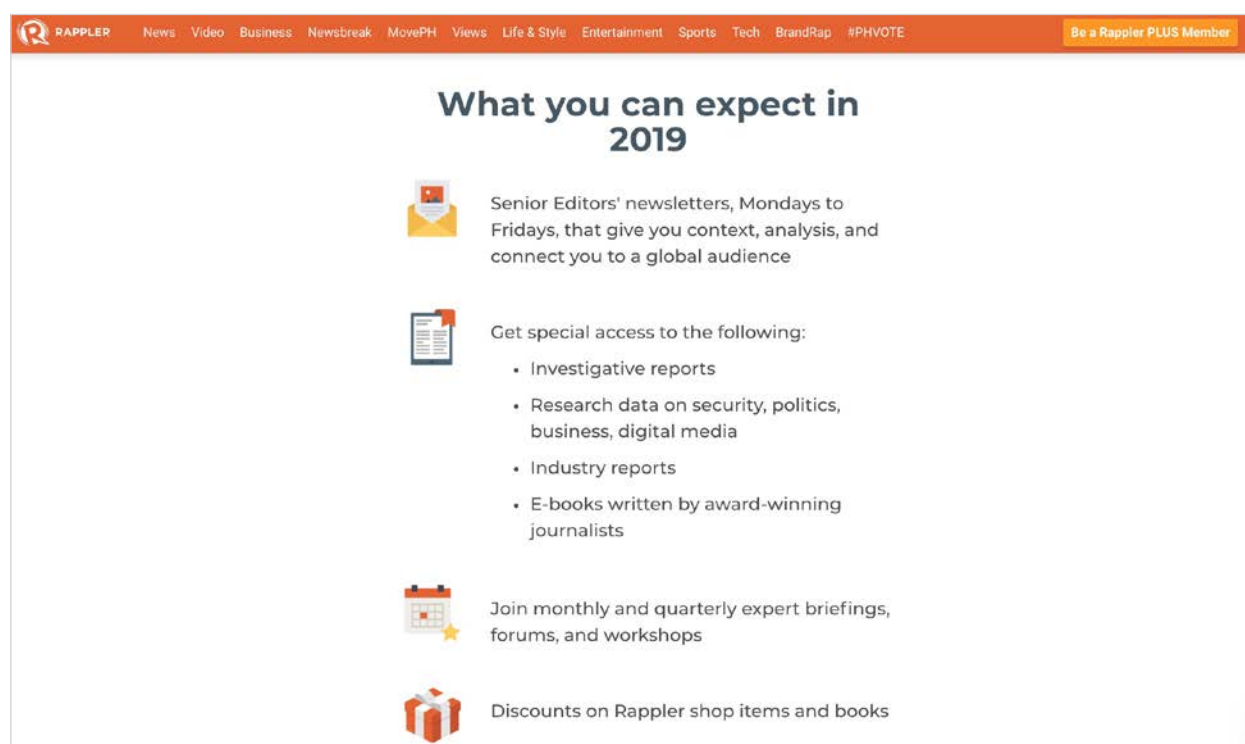 RAPPLER News Video Business Newsbreak MovePH Views Life & Style Entertainment Sports Tech BrandRap #PHVOTE Be a Rappler PLUS Member
What you can expect in
2019
Senior Editors' newsletters, Mondays to
Fridays, that give you context, analysis, and
connect you to a global audience
Get special access to the following:
• Investigative reports
• Research data on security, politics,
business, digital media
• Industry reports
• E-books written by award-winning
journalists
Join monthly and quarterly expert briefings,
forums, and workshops
Discounts on Rappler shop items and books